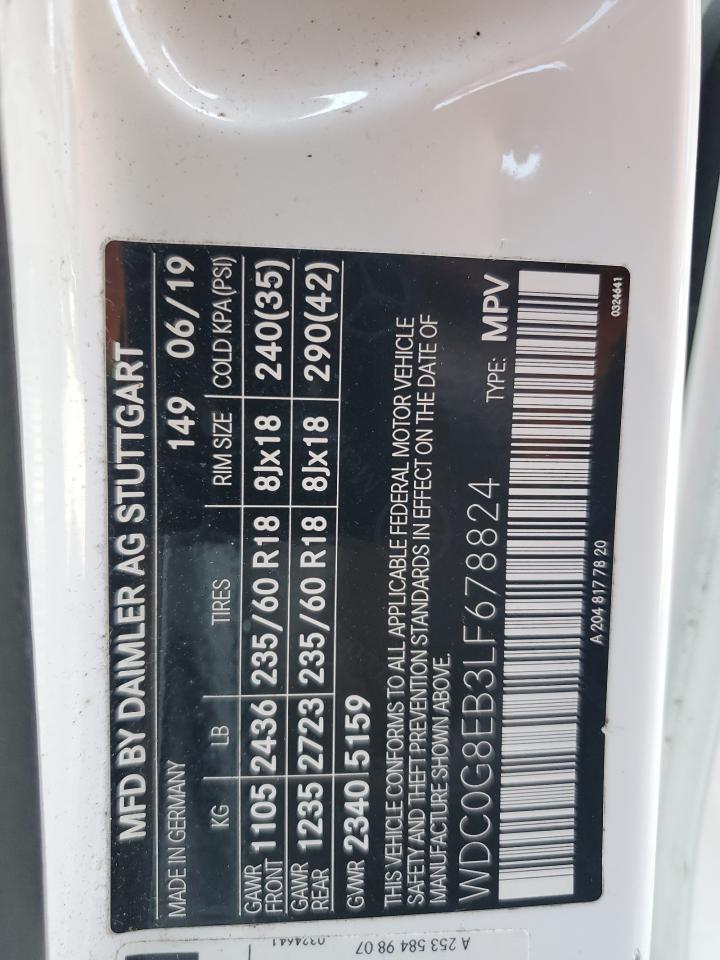 MFD BY DAIMLER AG STUTTGART
MADE IN GERMANY 149 06/19
KG LB TIRES RIM SIZE COLD KPA (PSI)
GAWR FRONT 1105 2436 235/60 R18 8Jx18 240(35)
GAWR REAR 1235 2723 235/60 R18 8Jx18 290(42)
GVWR 2340 5159
THIS VEHICLE CONFORMS TO ALL APPLICABLE FEDERAL MOTOR VEHICLE
SAFETY AND THEFT PREVENTION STANDARDS IN EFFECT ON THE DATE OF
MANUFACTURE SHOWN ABOVE.
WDC0G8EB3LF678824 TYPE: MPV
A 204 817 78 20 0324641
A 253 584 98 07
0324641